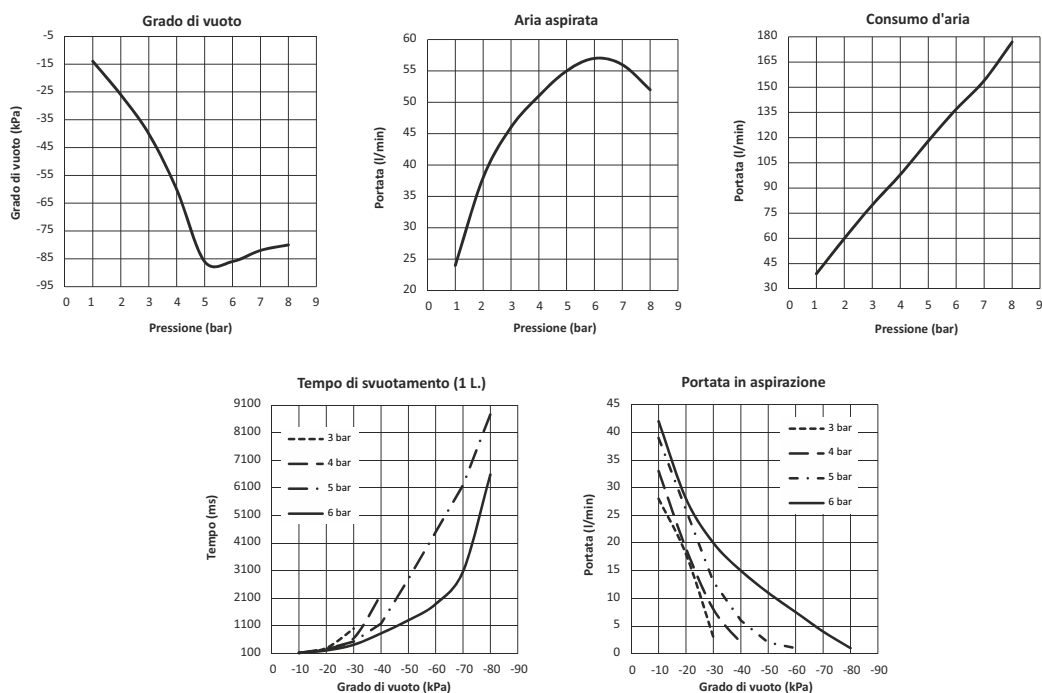 Grado di vuoto
-5
-15
-25
-35
-45
-55
-65
-75
-85
-95
Grado di vuoto (kPa)
0 1 2 3 4 5 6 7 8 9
Pressione (bar)
Aria aspirata
60
55
50
45
40
35
30
25
20
Portata (l/min)
0 1 2 3 4 5 6 7 8 9
Pressione (bar)
Consumo d'aria
180
165
150
135
120
105
90
75
60
45
30
Portata (l/min)
0 1 2 3 4 5 6 7 8 9
Pressione (bar)
Tempo di svuotamento (1 L.)
9100
8100
7100
6100
5100
4100
3100
2100
1100
100
Tempo (ms)
3 bar
4 bar
5 bar
6 bar
0 -10 -20 -30 -40 -50 -60 -70 -80 -90
Grado di vuoto (kPa)
Portata in aspirazione
45
40
35
30
25
20
15
10
5
0
Portata (l/min)
3 bar
4 bar
5 bar
6 bar
0 -10 -20 -30 -40 -50 -60 -70 -80 -90
Grado di vuoto (kPa)